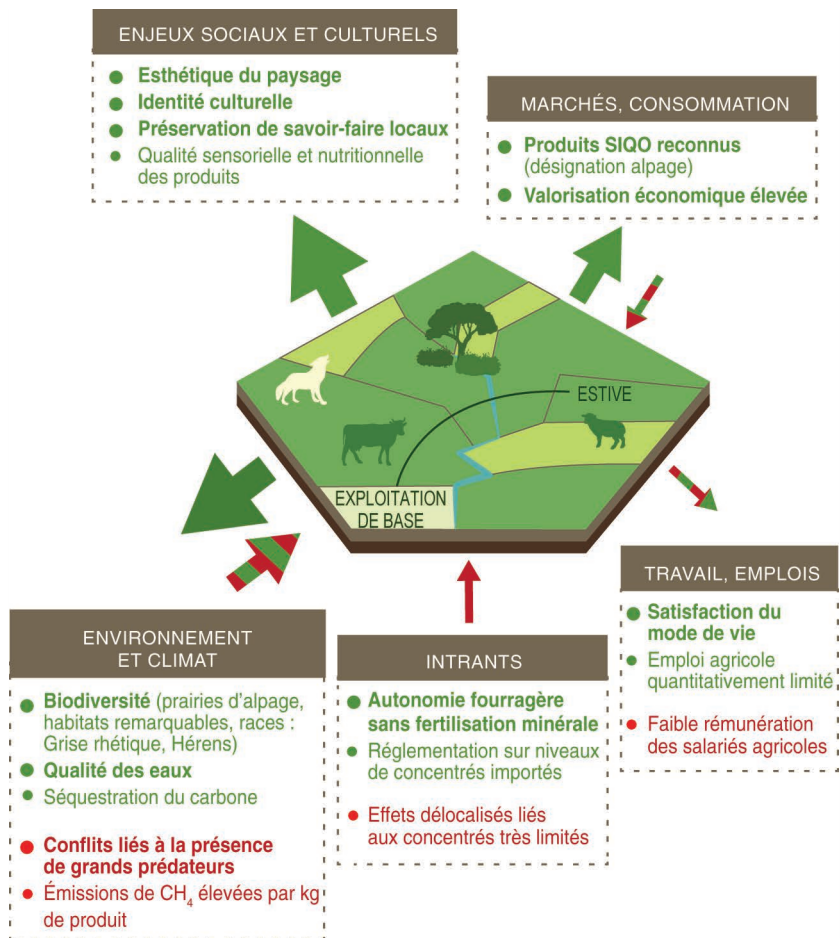 ENJEUX SOCIAUX ET CULTURELS
Esthétique du paysage
Identité culturelle
Préservation de savoir-faire locaux
Qualité sensorielle et nutritionnelle
des produits
MARCHÉS, CONSOMMATION
Produits SIQO reconnus
(désignation alpage)
Valorisation économique élevée
ESTIVE
EXPLOITATION
DE BASE
ENVIRONNEMENT
ET CLIMAT
Biodiversité (prairies d'alpage,
habitats remarquables, races :
Grise rhétique, Hérens)
Qualité des eaux
Séquestration du carbone
Conflits liés à la présence
de grands prédateurs
Émissions de CH4 élevées par kg
de produit
INTRANTS
Autonomie fourragère
sans fertilisation minérale
Réglementation sur niveaux
de concentrés importés
Effets délocalisés liés
aux concentrés très limités
TRAVAIL, EMPLOIS
Satisfaction du
mode de vie
Emploi agricole
quantitativement limité
Faible rémunération
des salariés agricoles